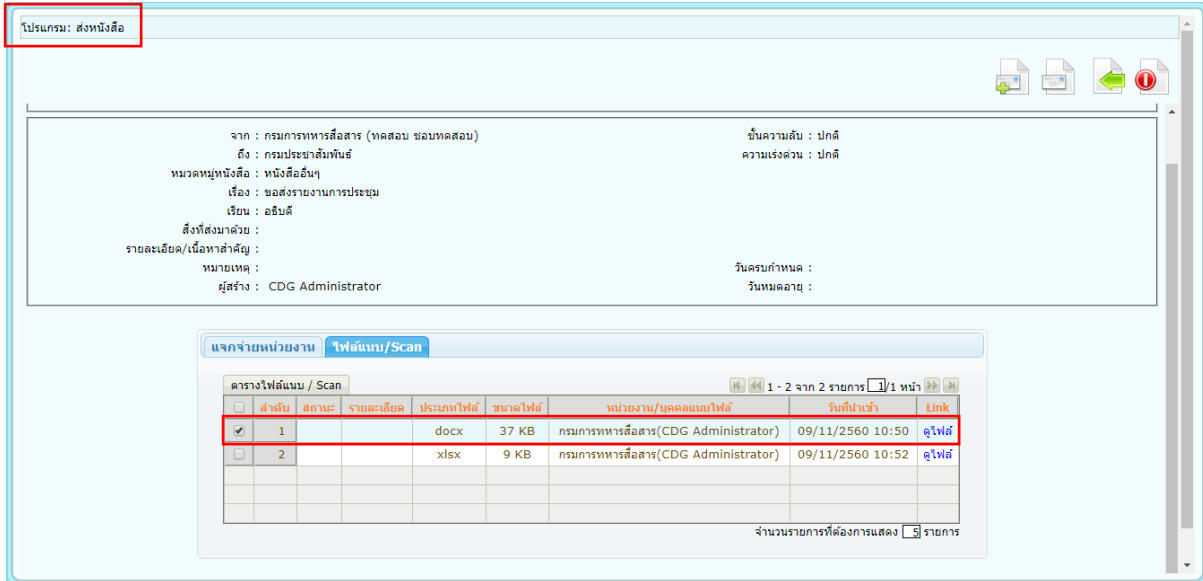 โปรแกรม: ส่งหนังสือ
จาก : กรมการทหารสื่อสาร (ทดสอบ ชอบทดสอบ) ชั้นความลับ : ปกติ
ถึง : กรมประชาสัมพันธ์ ความเร่งด่วน : ปกติ
หมวดหมู่หนังสือ : หนังสืออื่นๆ
เรื่อง : ขอส่งรายงานการประชุม
เรียน : อธิบดี
สิ่งที่ส่งมาด้วย :
รายละเอียด/เนื้อหาสำคัญ :
หมายเหตุ : วันครบกำหนด :
ผู้สร้าง : CDG Administrator วันหมดอายุ :
แจกจ่ายหน่วยงาน ไฟล์แนบ/Scan
ตารางไฟล์แนบ / Scan 1 - 2 จาก 2 รายการ 1/1 หน้า
ลำดับ สถานะ รายละเอียด ประเภทไฟล์ ขนาดไฟล์ หน่วยงาน/บุคคลแนบไฟล์ วันที่นำเข้า Link
1 docx 37 KB กรมการทหารสื่อสาร(CDG Administrator) 09/11/2560 10:50 ดูไฟล์
2 xlsx 9 KB กรมการทหารสื่อสาร(CDG Administrator) 09/11/2560 10:52 ดูไฟล์
จำนวนรายการที่ต้องการแสดง 5 รายการ